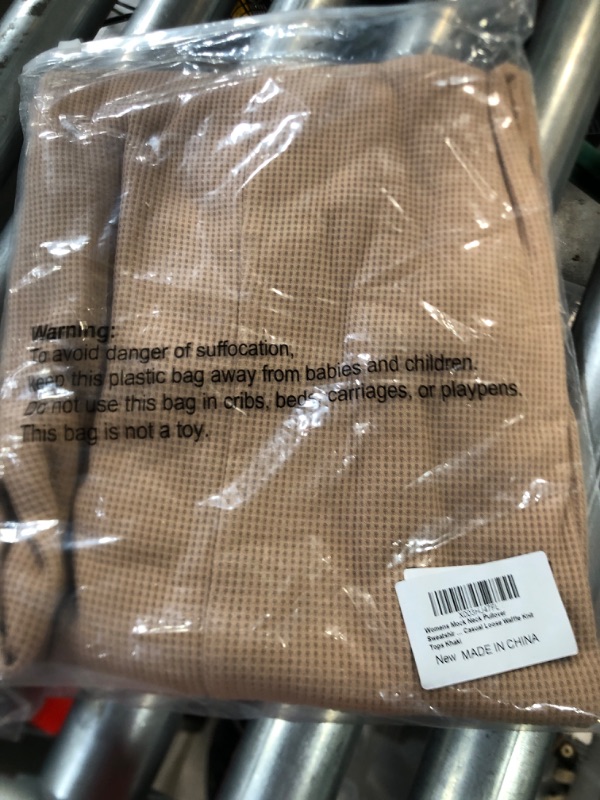 Warning:
To avoid danger of suffocation,
keep this plastic bag away from babies and children.
Do not use this bag in cribs, beds, carriages, or playpens.
This bag is not a toy.
Womens Mock Neck Pullover
Sweatshir ... Casual Loose Waffle Knit
Tops Khaki
New MADE IN CHINA